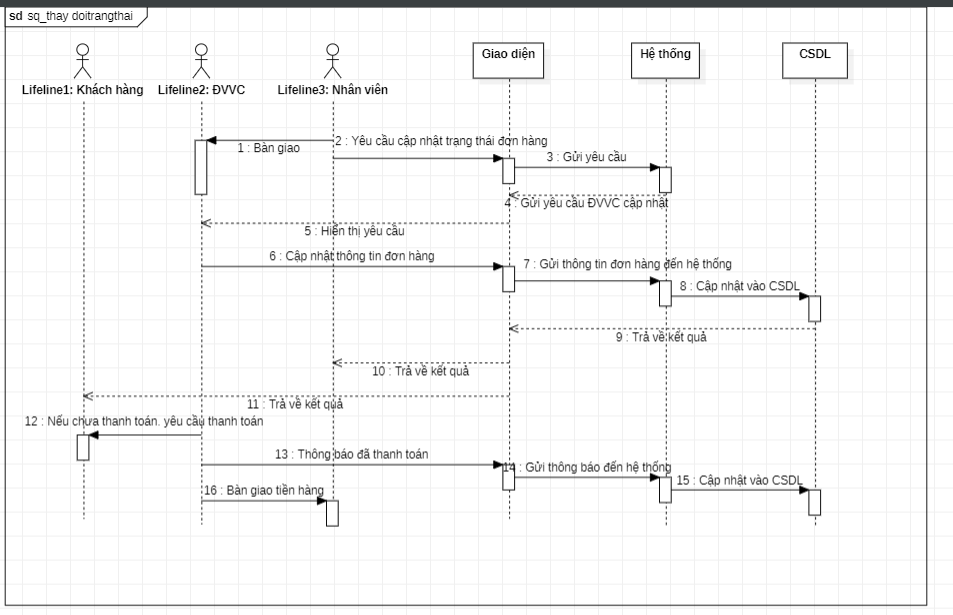 sd sq_thay doitrangthai
Giao diện
Hệ thống
CSDL
Lifeline1: Khách hàng
Lifeline2: ĐVVC
Lifeline3: Nhân viên
1 : Bàn giao
2 : Yêu cầu cập nhật trạng thái đơn hàng
3 : Gửi yêu cầu
4 : Gửi yêu cầu ĐVVC cập nhật
5 : Hiển thị yêu cầu
6 : Cập nhật thông tin đơn hàng
7 : Gửi thông tin đơn hàng đến hệ thống
8 : Cập nhật vào CSDL
9 : Trả về kết quả
10 : Trả về kết quả
11 : Trả về kết quả
12 : Nếu chưa thanh toán. yêu cầu thanh toán
13 : Thông báo đã thanh toán
14 : Gửi thông báo đến hệ thống
15 : Cập nhật vào CSDL
16 : Bàn giao tiền hàng